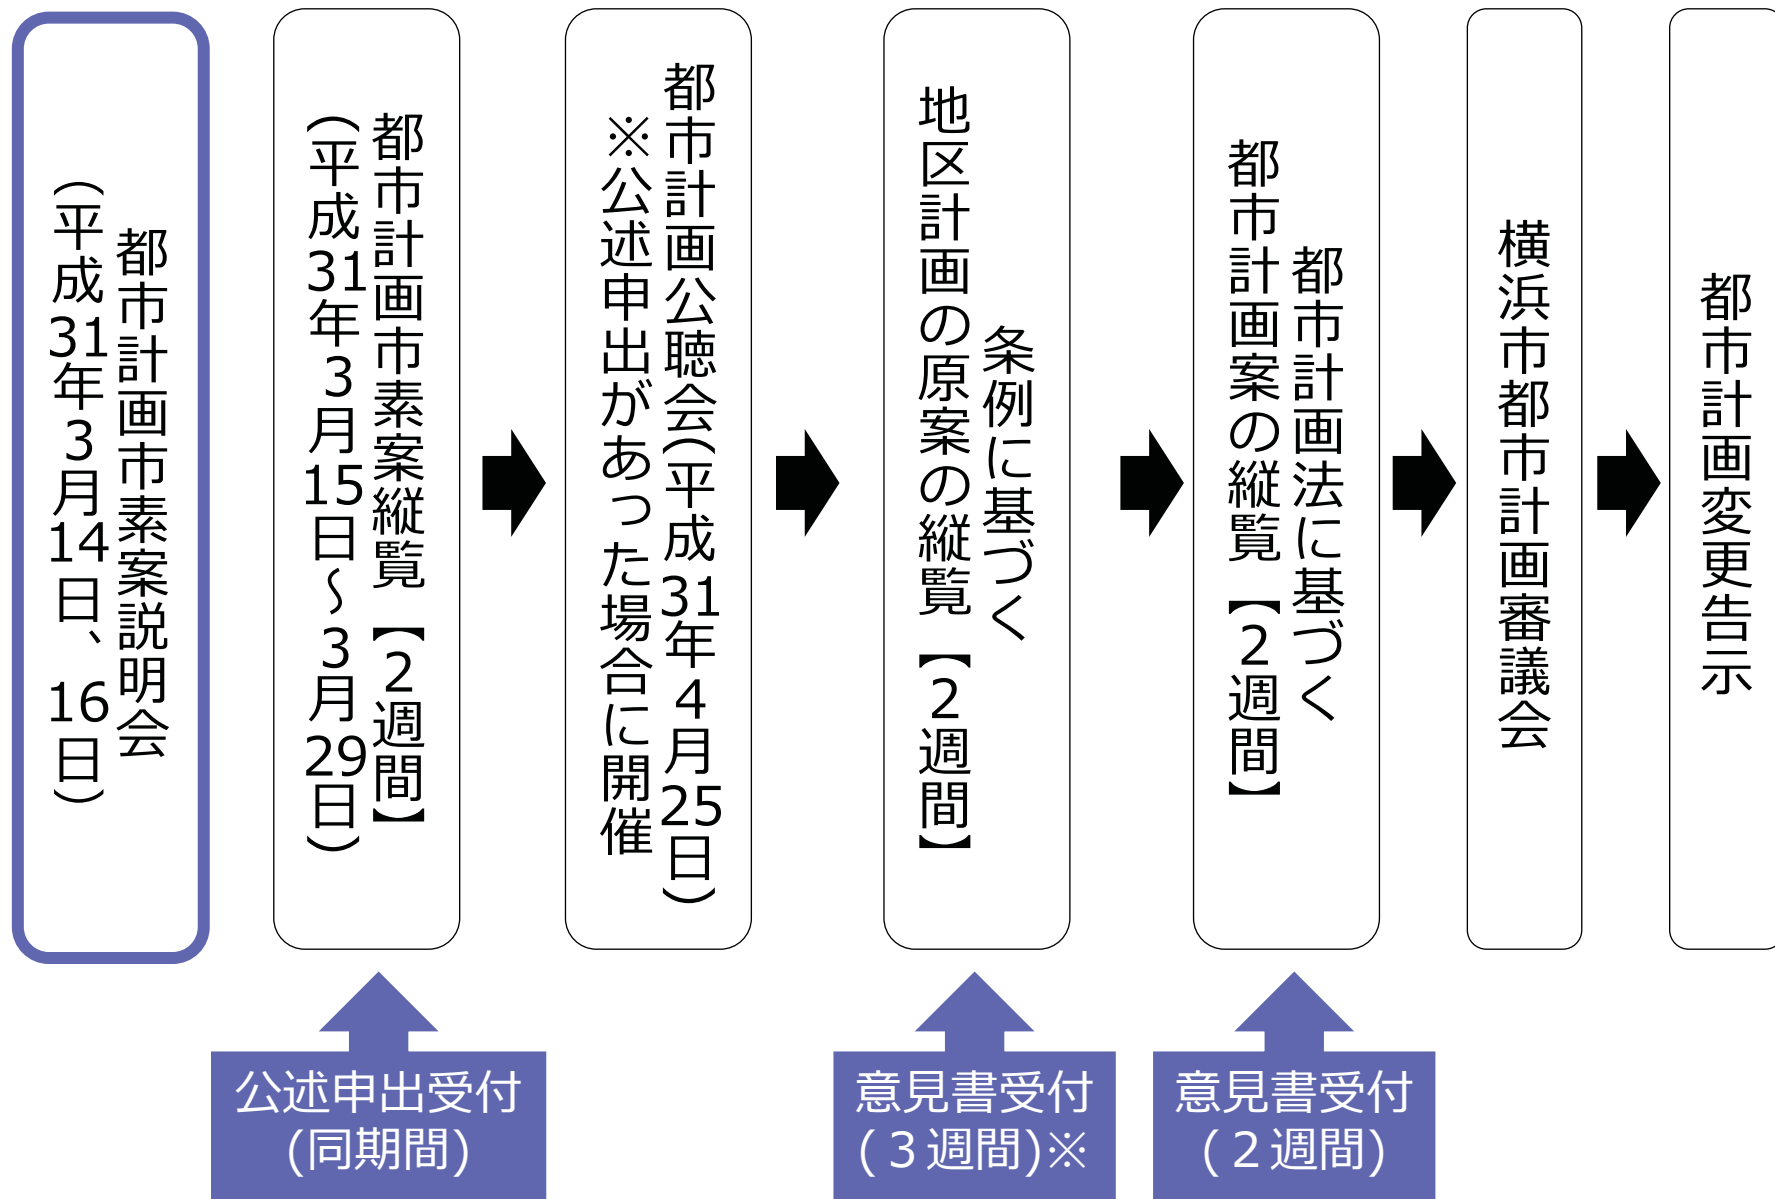 都市計画市素案説明会
（平成31年３月14日、16日）
都市計画市素案縦覧【２週間】
（平成31年３月15日～３月29日）
都市計画公聴会（平成31年４月25日）
※公述申出があった場合に開催
条例に基づく
地区計画の原案の縦覧【２週間】
都市計画法に基づく
都市計画案の縦覧【２週間】
横浜市都市計画審議会
都市計画変更告示
公述申出受付
(同期間)
意見書受付
(３週間)※
意見書受付
(２週間)